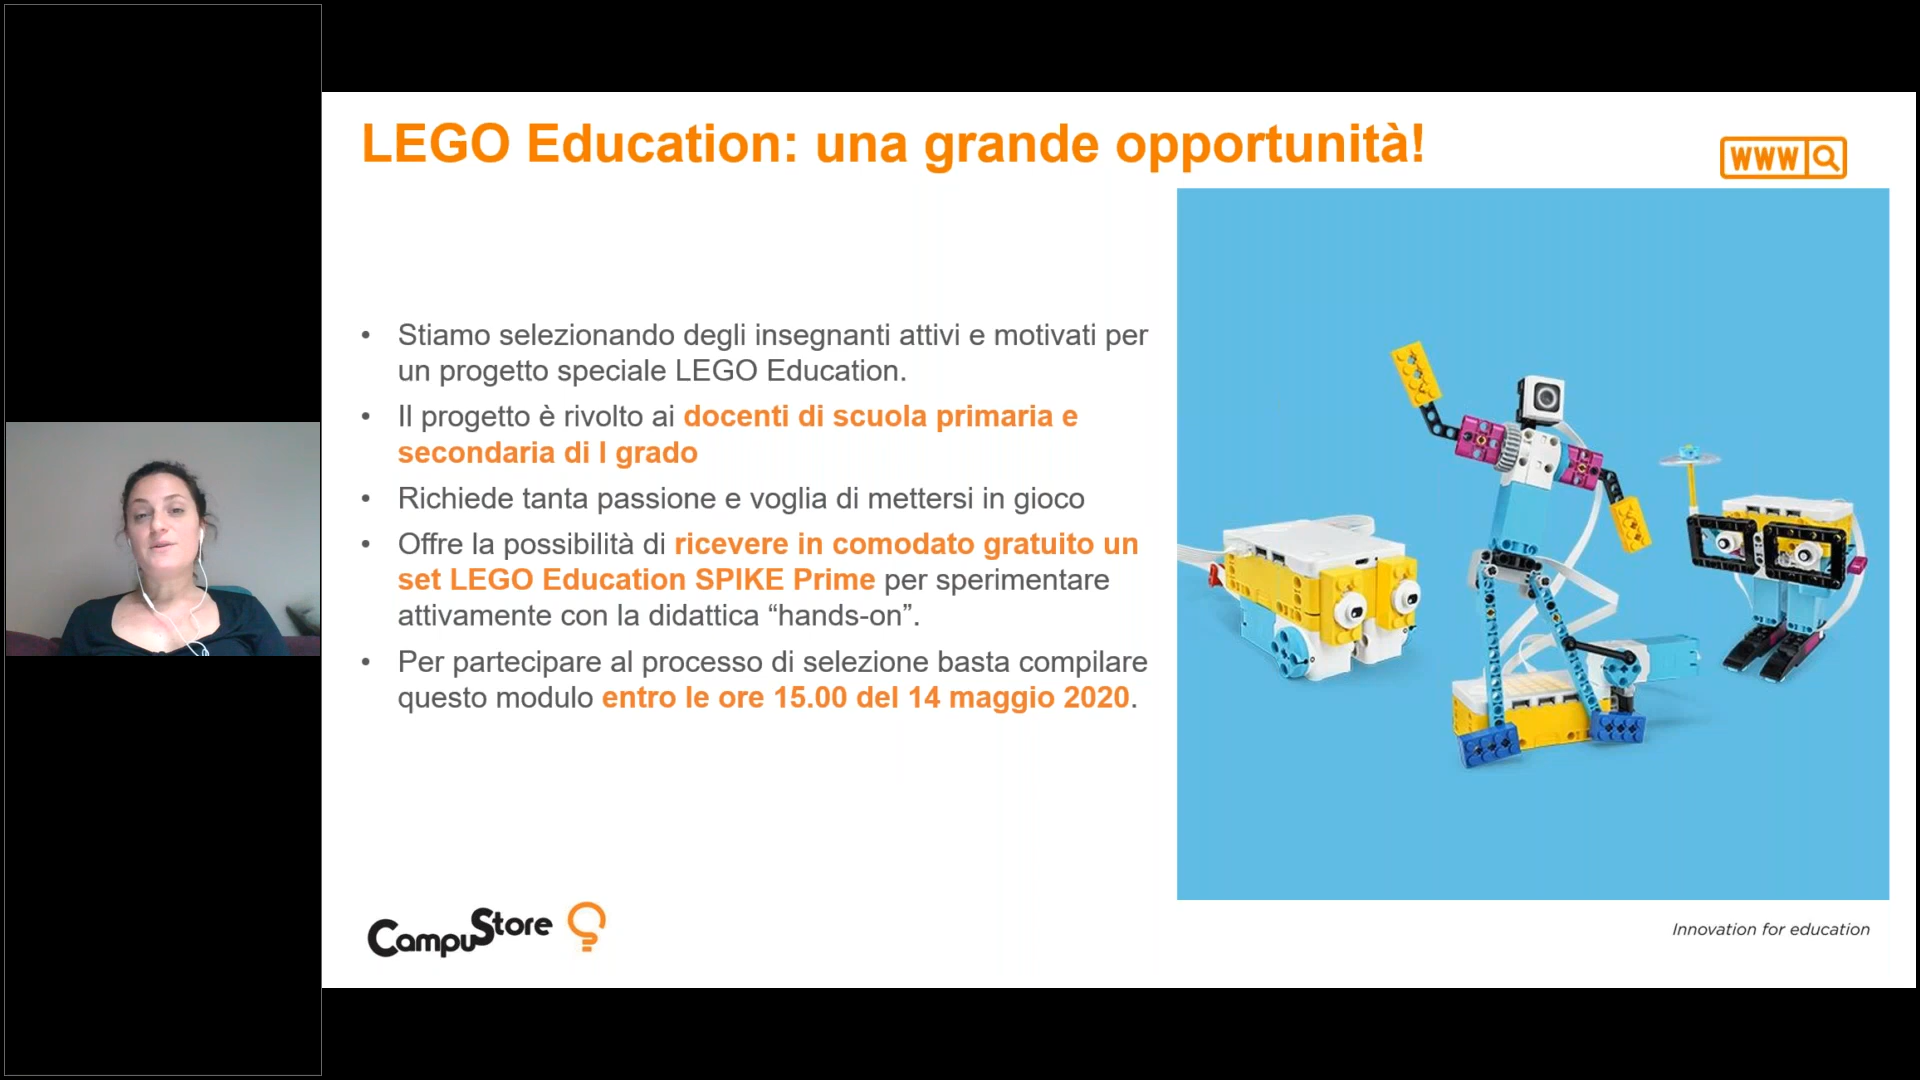 LEGO Education: una grande opportunità!
WWW
• Stiamo selezionando degli insegnanti attivi e motivati per
un progetto speciale LEGO Education.
• Il progetto è rivolto ai docenti di scuola primaria e
secondaria di I grado
• Richiede tanta passione e voglia di mettersi in gioco
• Offre la possibilità di ricevere in comodato gratuito un
set LEGO Education SPIKE Prime per sperimentare
attivamente con la didattica “hands-on”.
• Per partecipare al processo di selezione basta compilare
questo modulo entro le ore 15.00 del 14 maggio 2020.
CampuStore
Innovation for education